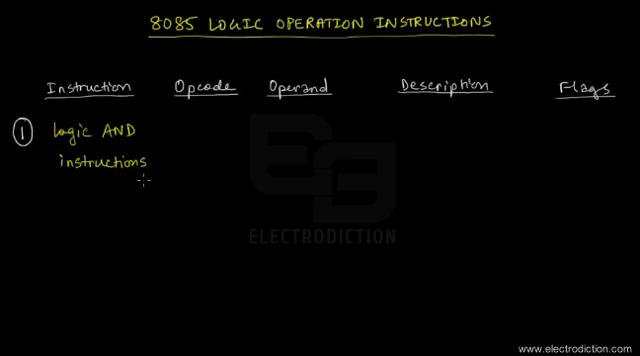 8085 LOGIC OPERATION INSTRUCTIONS
Instruction Opcode Operand Description Flags
1 Logic AND
instructions
ELECTRODICTION
www.electrodiction.com